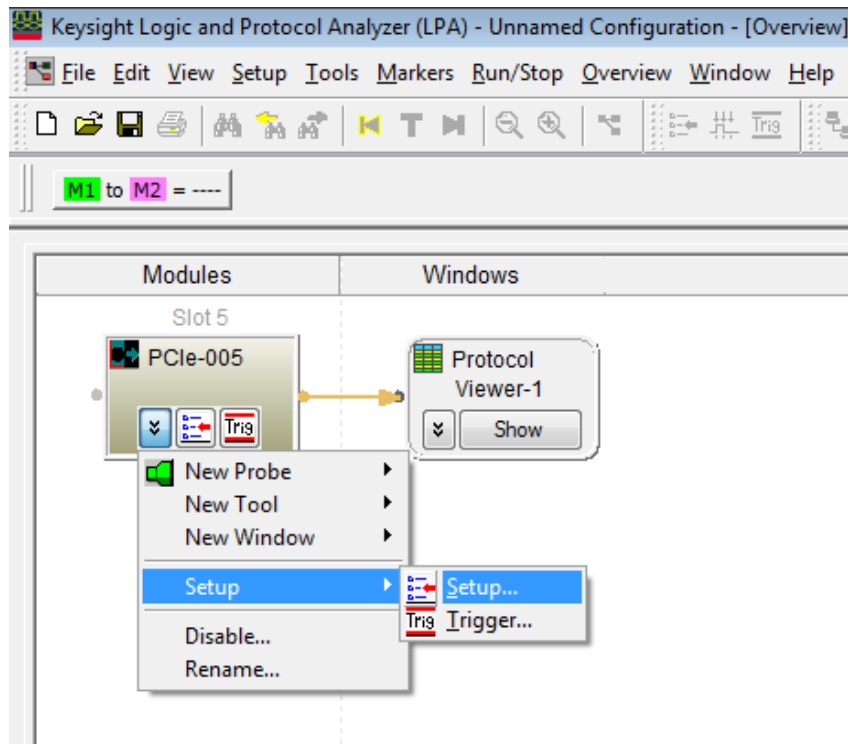 Keysight Logic and Protocol Analyzer (LPA) - Unnamed Configuration - [Overview]
File Edit View Setup Tools Markers Run/Stop Overview Window Help
T Trig
M1 to M2 = ----
Modules Windows
Slot 5
PCIe-005
Protocol
Viewer-1
Trig
Show
New Probe
New Tool
New Window
Setup
Setup...
Trig Trigger...
Disable...
Rename...